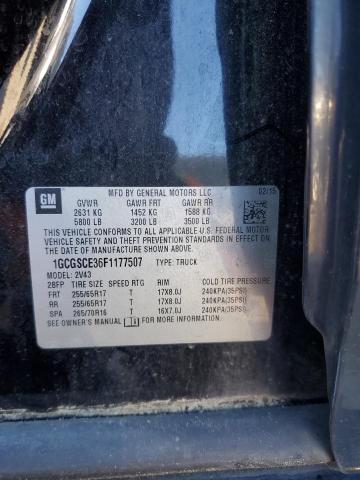 MFD BY GENERAL MOTORS LLC 02/15
GM
GVWR GAWR FRT GAWR RR
2631 KG 1452 KG 1588 KG
5800 LB 3200 LB 3500 LB
THIS VEHICLE CONFORMS TO ALL APPLICABLE U.S.
FEDERAL MOTOR VEHICLE SAFETY AND THEFT
PREVENTION STANDARDS IN EFFECT ON THE DATE OF
MANUFACTURE SHOWN ABOVE.
1GCGSCE36F1177507 TYPE: TRUCK
MODEL: 2V43
2BFP TIRE SIZE SPEED RTG RIM COLD TIRE PRESSURE
FRT 255/65R17 T 17X8.0J 240KPA(35PSI)
RR 255/65R17 T 17X8.0J 240KPA(35PSI)
SPA 265/70R16 T 16X7.0J 240KPA(35PSI)
SEE OWNER'S MANUAL FOR ADDITIONAL INFORMATION